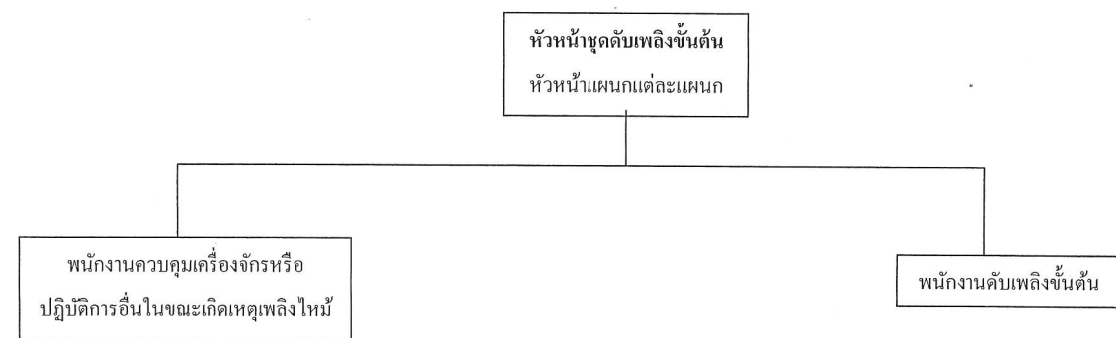 หัวหน้าชุดดับเพลิงขั้นต้น
หัวหน้าแผนกแต่ละแผนก
พนักงานควบคุมเครื่องจักรหรือ
ปฏิบัติการอื่นในขณะเกิดเหตุเพลิงไหม้
พนักงานดับเพลิงขั้นต้น